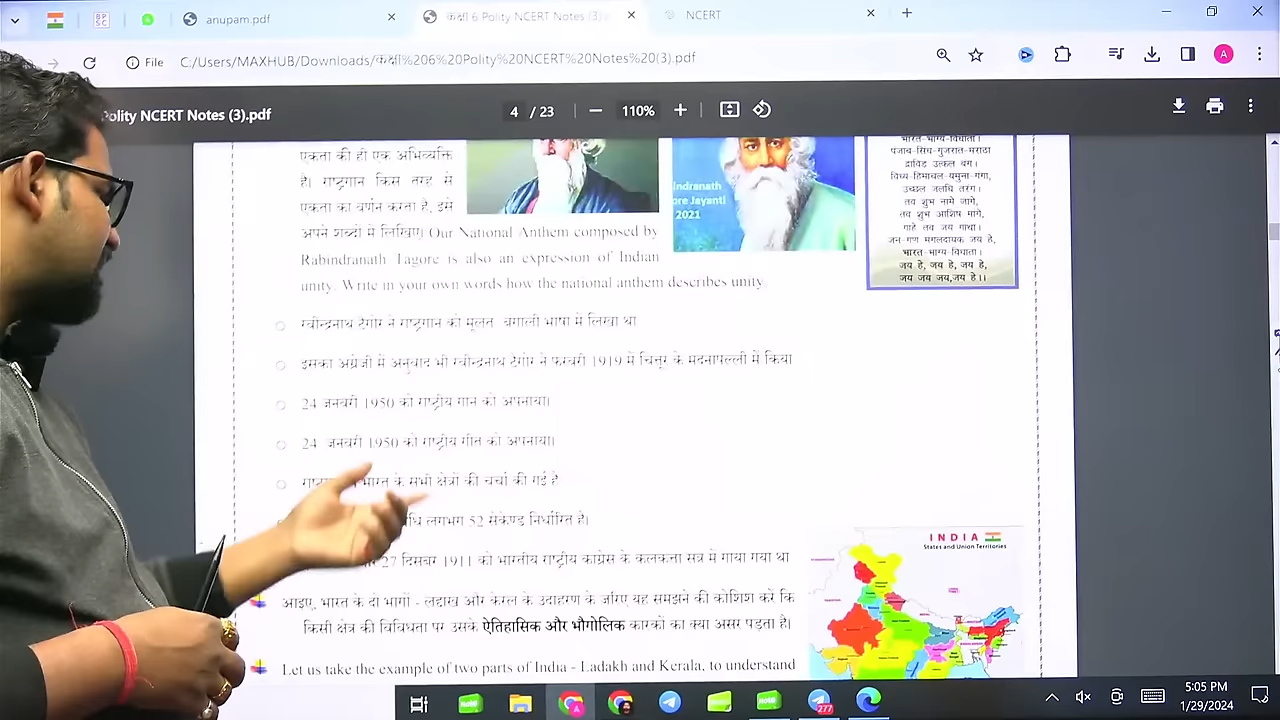 BP
SC
anupam.pdf
कक्षा 6 Polity NCERT Notes (3)
NCERT
File C:/Users/MAXHUB/Downloads/कक्षा%206%20Polity%20NCERT%20Notes%20(3).pdf
A
Polity NCERT Notes (3).pdf
4 / 23
110%
एकता की ही एक अभिव्यक्ति
है। राष्ट्रगान किस तरह से
एकता का वर्णन करता है, इसे
अपने शब्दों में लिखिए। Our National Anthem composed by
Rabindranath Tagore is also an expression of Indian
unity. Write in your own words how the national anthem describes unity.
indranath
ore Jayanti
2021
भारत-भाग्य-विधाता।
पंजाब-सिंध-गुजरात-मराठा
द्राविड़ उत्कल बंग।
विंध्य-हिमाचल-यमुना-गंगा,
उच्छल जलधि तरंग।
तव शुभ नामे जागे,
तव शुभ आशिष मांगे,
गाहे तव जय गाथा।
जन-गण मंगलदायक जय हे,
भारत-भाग्य-विधाता।
जय हे, जय हे, जय हे,
जय जय जय,जय हे।।
रवीन्द्रनाथ टैगोर ने राष्ट्रगान को मूलतः बंगाली भाषा में लिखा था
इसका अंग्रेजी में अनुवाद भी रवीन्द्रनाथ टैगोर ने फरवरी 1919 में चित्तूर के मदनापल्ली में किया
24 जनवरी 1950 को राष्ट्रीय गान को अपनाया।
24 जनवरी 1950 को राष्ट्रीय गीत को अपनाया।
भारत के सभी क्षेत्रों की चर्चा की गई है
लगभग 52 सेकेण्ड निर्धारित है।
27 दिसंबर 1911 को भारतीय राष्ट्रीय कांग्रेस के कलकत्ता सत्र में गाया गया था
आइए, भारत के दो भागों - लद्दाख और केरल के उदाहरण के ज़रिए यह समझने की कोशिश करें कि
किसी क्षेत्र की विविधता पर उसके ऐतिहासिक और भौगोलिक कारकों का क्या असर पड़ता है।
Let us take the example of two parts of India - Ladakh and Kerala, to understand
INDIA
States and Union Territories
277
5:05 PM
1/29/2024